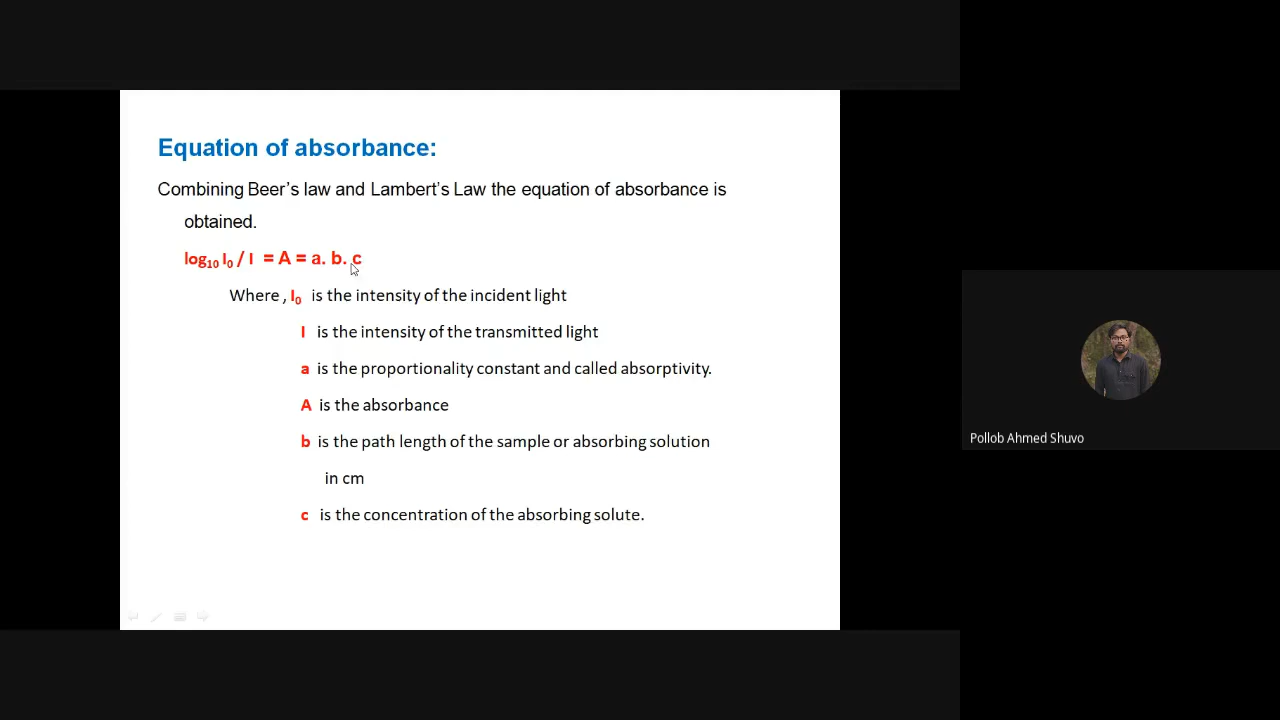 Equation of absorbance:
Combining Beer’s law and Lambert’s Law the equation of absorbance is
obtained.
log₁₀ I₀ / I = A = a. b. c
Where , I₀ is the intensity of the incident light
I is the intensity of the transmitted light
a is the proportionality constant and called absorptivity.
A is the absorbance
b is the path length of the sample or absorbing solution
in cm
c is the concentration of the absorbing solute.
Pollob Ahmed Shuvo